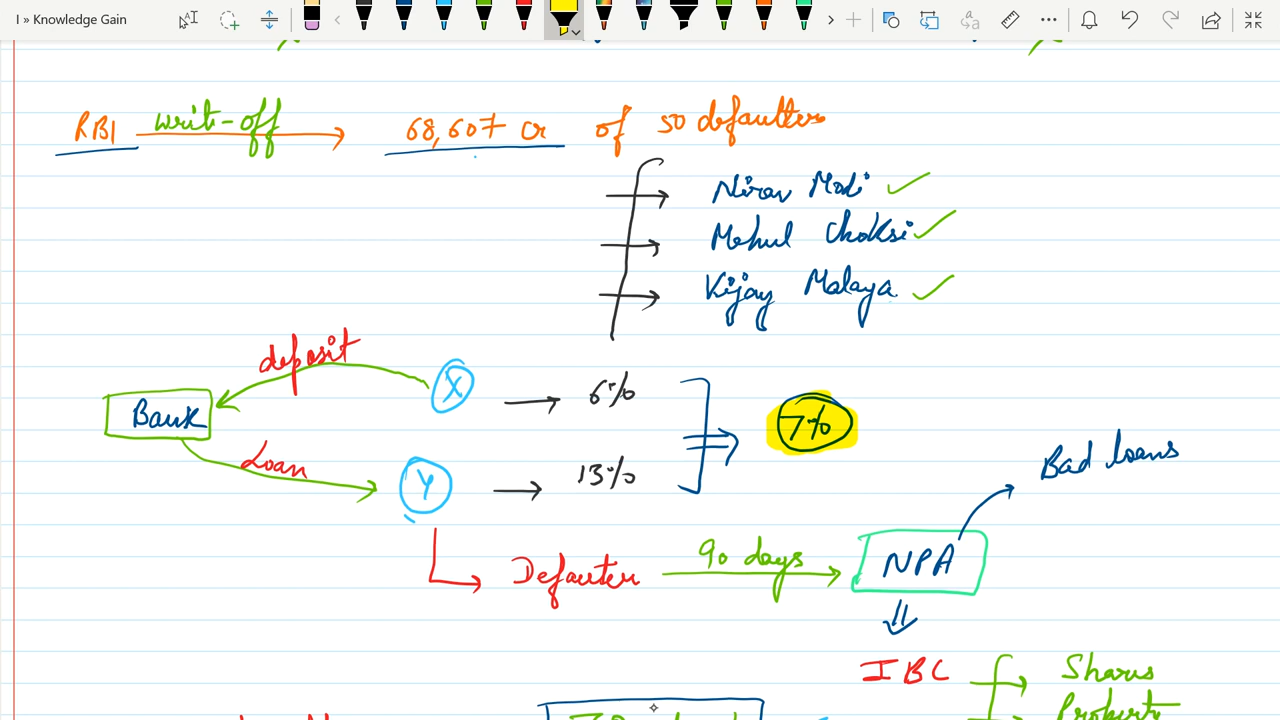 I » Knowledge Gain
RBI write-off 68,607 cr of 50 defaulters
Nirav Modi
Mehul Choksi
Vijay Malaya
deposit
X 6%
Bank
7%
Loan
Y 13%
Bad loans
Defaulter 90 days NPA
IBC Shares
Property